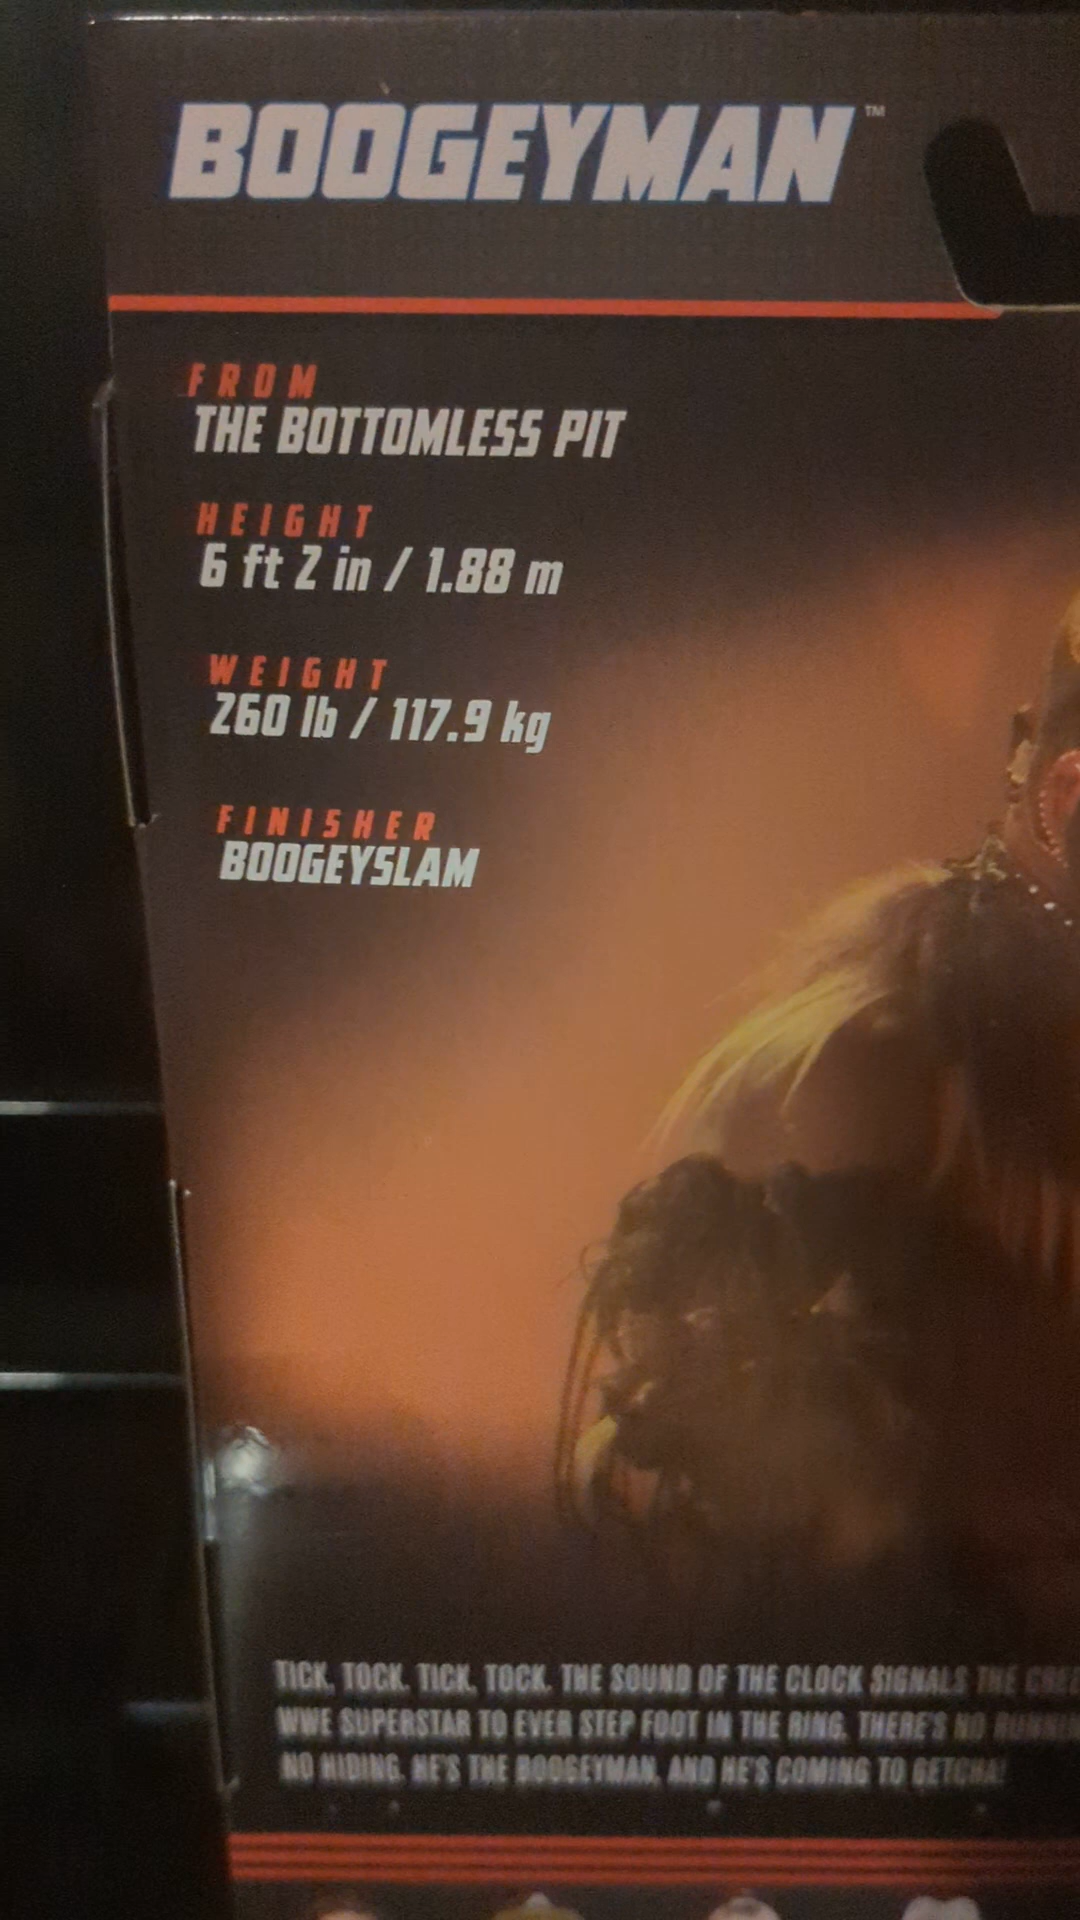 BOOGEYMAN™
FROM
THE BOTTOMLESS PIT
HEIGHT
6 ft 2 in / 1.88 m
WEIGHT
260 lb / 117.9 kg
FINISHER
BOOGEYSLAM
TICK, TOCK. TICK, TOCK. THE SOUND OF THE CLOCK SIGNALS THE
WWE SUPERSTAR TO EVER STEP FOOT IN THE RING. THERE'S NO
NO HIDING. HE'S THE BOOGEYMAN, AND HE'S COMING TO GETCHA!